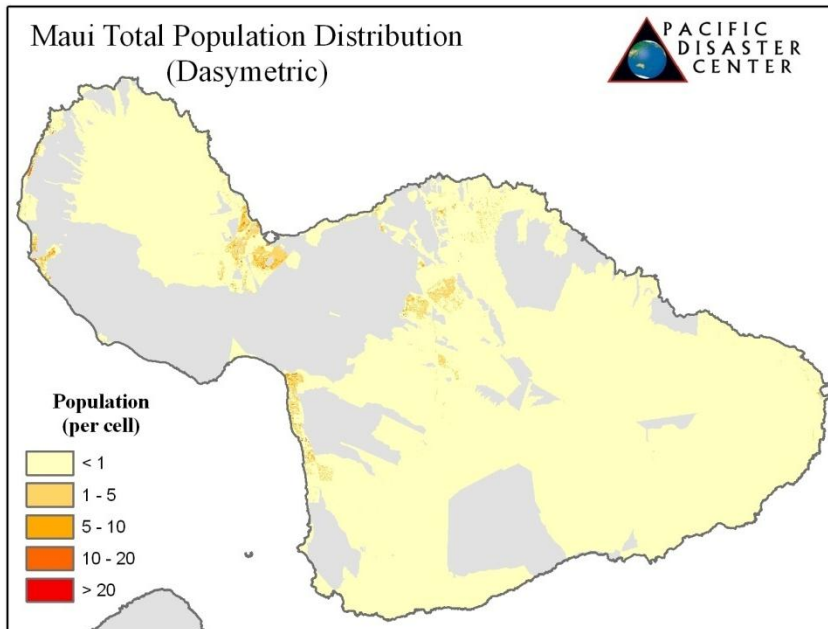 Maui Total Population Distribution
(Dasymetric)
PACIFIC
DISASTER
CENTER
Population
(per cell)
< 1
1 - 5
5 - 10
10 - 20
> 20